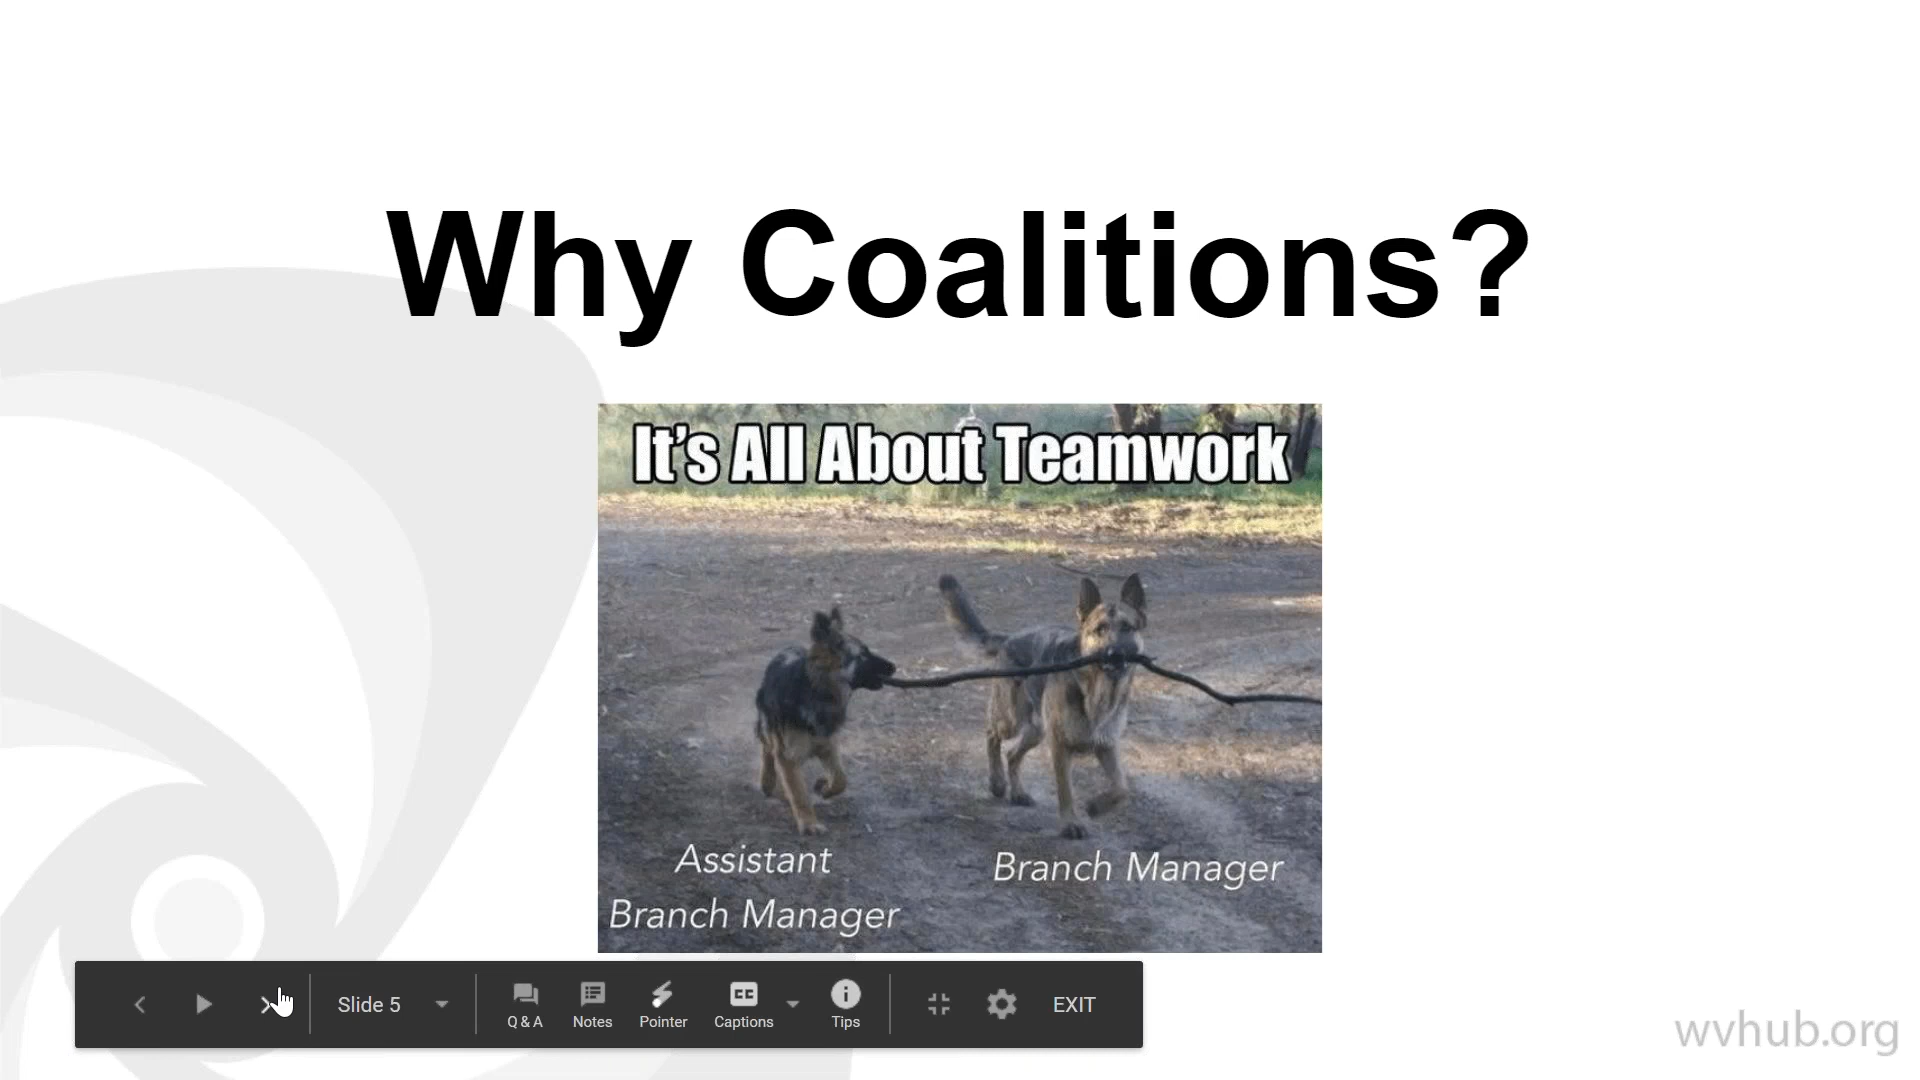 Why Coalitions?
It's All About Teamwork
Assistant
Branch Manager
Branch Manager
Slide 5
Q & A
Notes
Pointer
CC
Captions
Tips
EXIT
wvhub.org